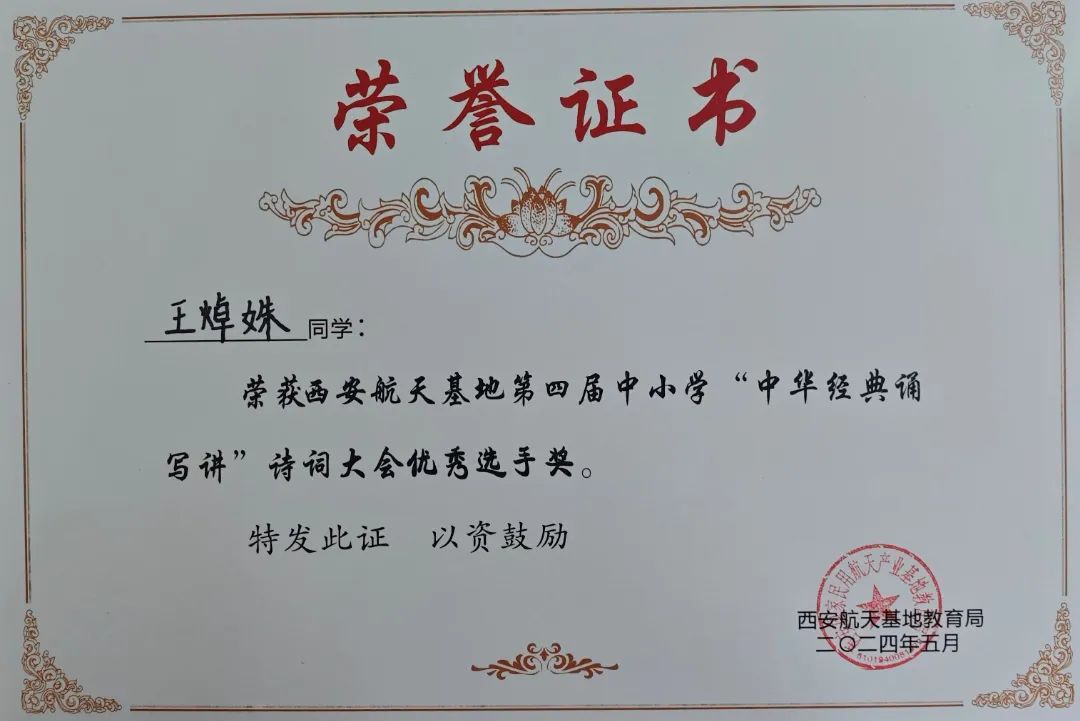 荣誉证书
王焯姝同学：
荣获西安航天基地第四届中小学“中华经典诵
写讲”诗词大会优秀选手奖。
特发此证 以资鼓励
西安航天基地教育局
二〇二四年五月